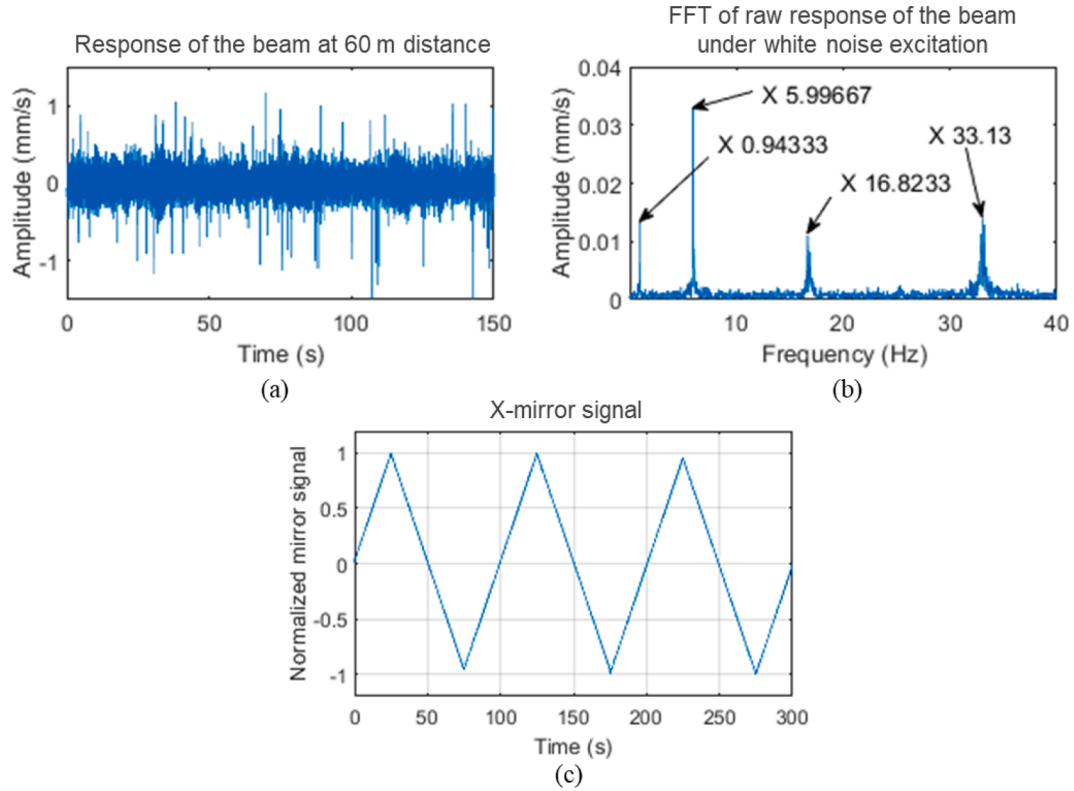 Response of the beam at 60 m distance
Amplitude (mm/s)
1
0
-1
0
50
100
150
Time (s)
(a)
FFT of raw response of the beam
under white noise excitation
Amplitude (mm/s)
0.04
0.03
0.02
0.01
0
X 5.99667
X 0.94333
X 33.13
X 16.8233
10
20
30
40
Frequency (Hz)
(b)
X-mirror signal
Normalized mirror signal
1
0.5
0
-0.5
-1
0
50
100
150
200
250
300
Time (s)
(c)